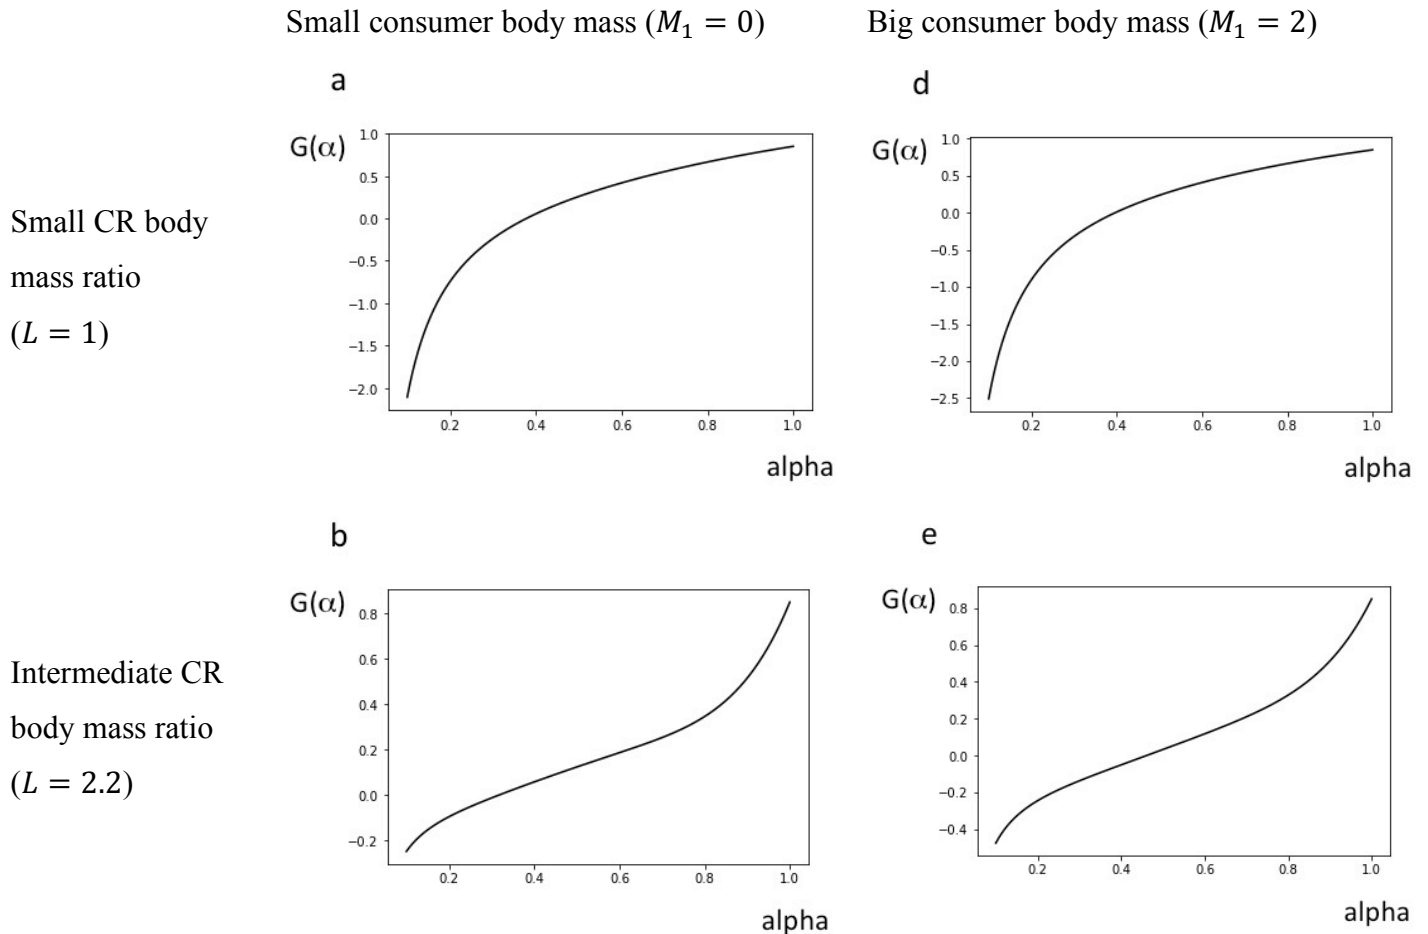 Small consumer body mass (𝑀₁ = 0)
Big consumer body mass (𝑀₁ = 2)
a
d
G(α)
1.0
0.5
0.0
−0.5
−1.0
−1.5
−2.0
0.2 0.4 0.6 0.8 1.0
alpha
G(α)
1.0
0.5
0.0
−0.5
−1.0
−1.5
−2.0
−2.5
0.2 0.4 0.6 0.8 1.0
alpha
Small CR body
mass ratio
(𝐿 = 1)
b
e
G(α)
0.8
0.6
0.4
0.2
0.0
−0.2
0.2 0.4 0.6 0.8 1.0
alpha
G(α)
0.8
0.6
0.4
0.2
0.0
−0.2
−0.4
0.2 0.4 0.6 0.8 1.0
alpha
Intermediate CR
body mass ratio
(𝐿 = 2.2)